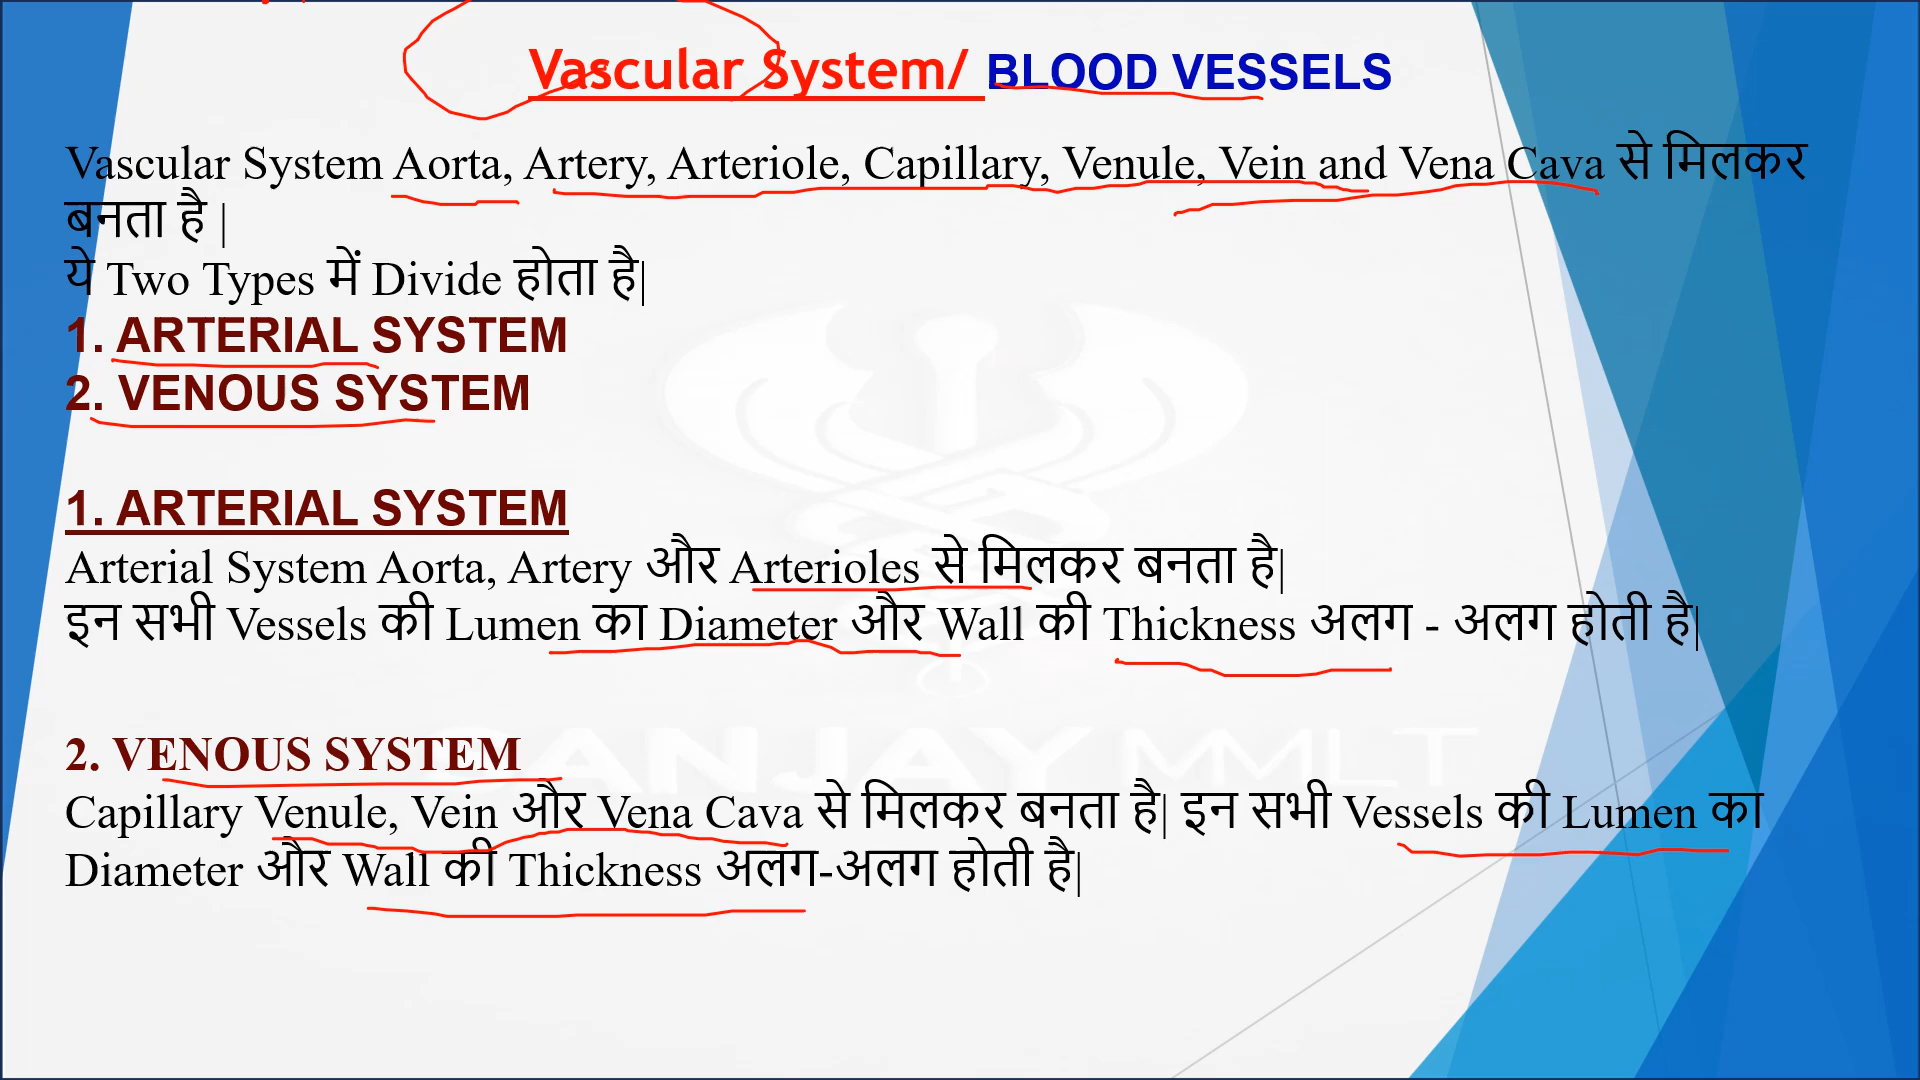 Vascular System/ BLOOD VESSELS
Vascular System Aorta, Artery, Arteriole, Capillary, Venule, Vein and Vena Cava से मिलकर
बनता है |
ये Two Types में Divide होता है|
1. ARTERIAL SYSTEM
2. VENOUS SYSTEM
1. ARTERIAL SYSTEM
Arterial System Aorta, Artery और Arterioles से मिलकर बनता है|
इन सभी Vessels की Lumen का Diameter और Wall की Thickness अलग - अलग होती है|
2. VENOUS SYSTEM
Capillary Venule, Vein और Vena Cava से मिलकर बनता है| इन सभी Vessels की Lumen का
Diameter और Wall की Thickness अलग-अलग होती है|
SANJAY MMLT